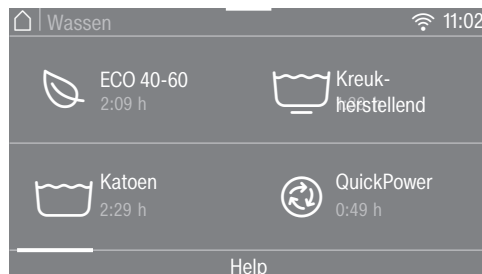 Wassen 11:02
ECO 40-60
2:09 h
Kreuk-
herstellend
Katoen
2:29 h
QuickPower
0:49 h
Help